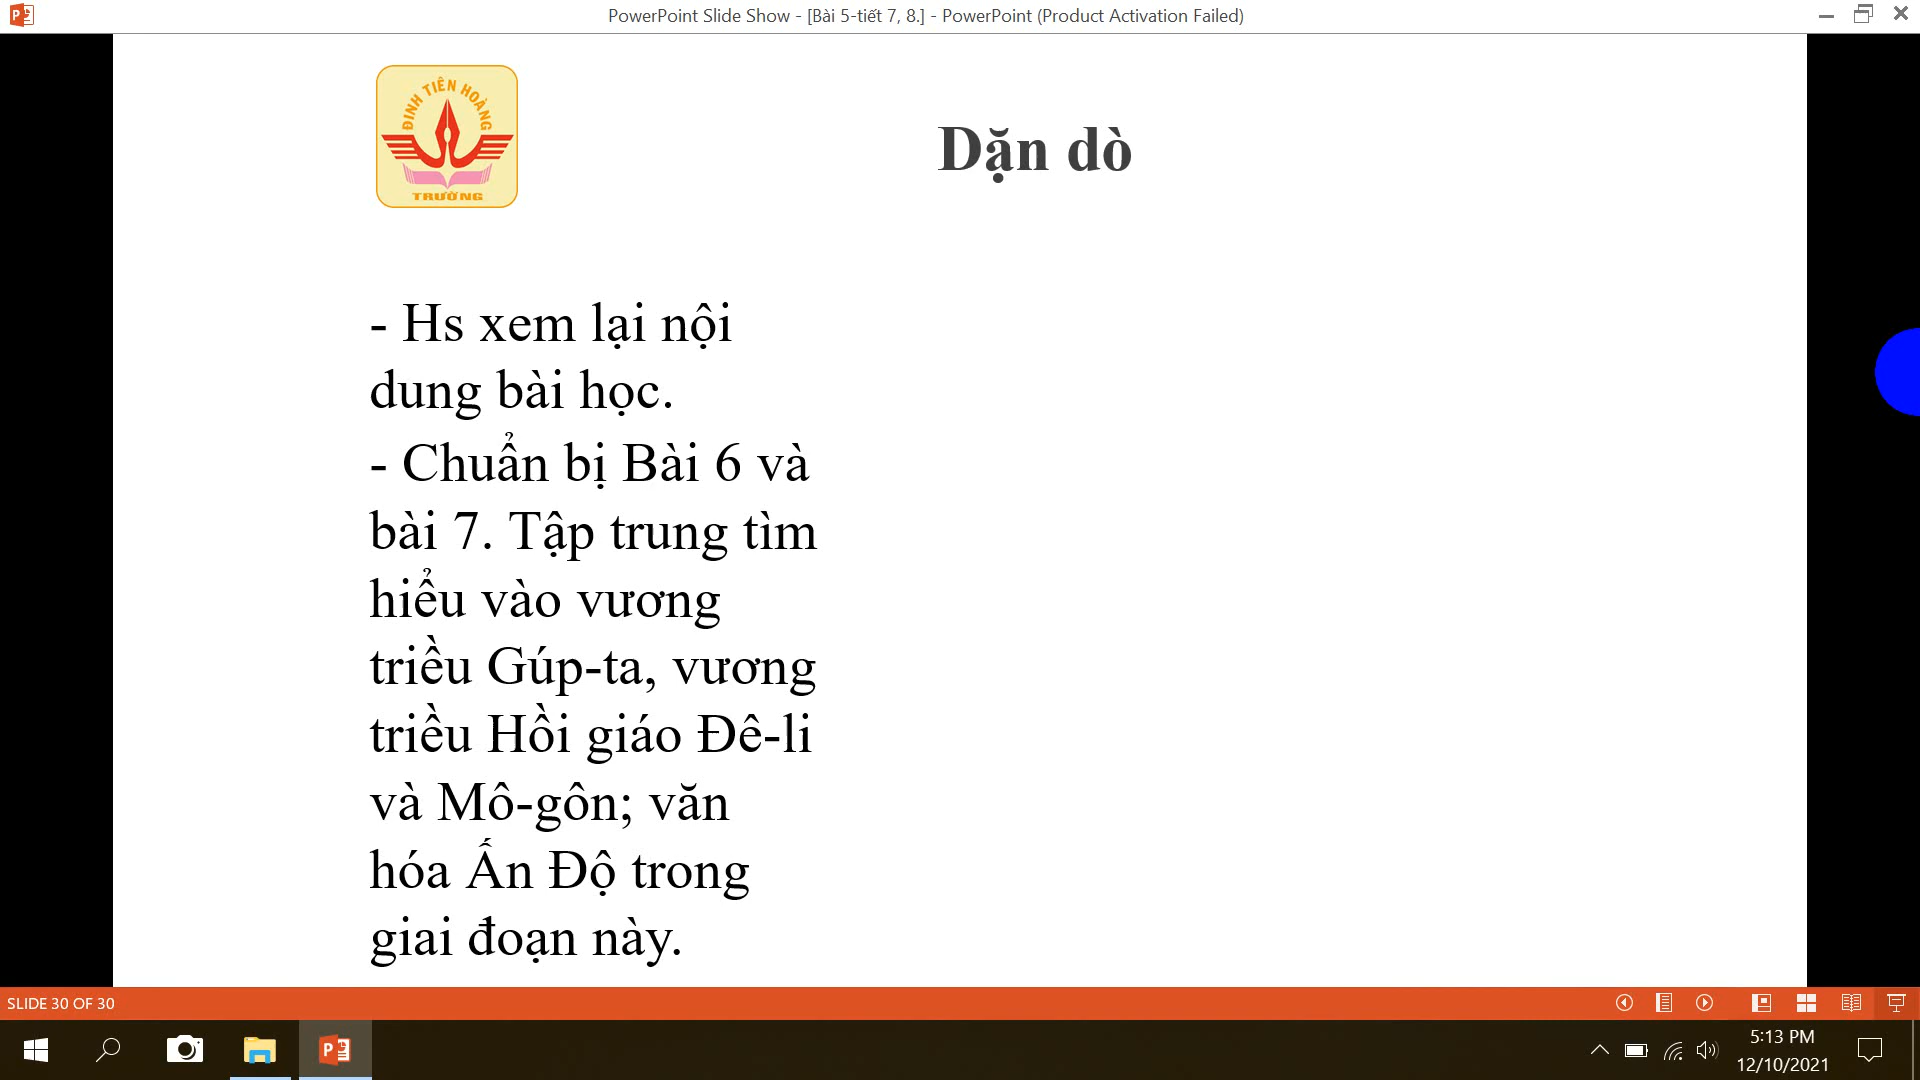 PowerPoint Slide Show - [Bài 5-tiết 7, 8.] - PowerPoint (Product Activation Failed)
ĐINH TIÊN HOÀNG
TRƯỜNG
Dặn dò
- Hs xem lại nội
dung bài học.
- Chuẩn bị Bài 6 và
bài 7. Tập trung tìm
hiểu vào vương
triều Gúp-ta, vương
triều Hồi giáo Đê-li
và Mô-gôn; văn
hóa Ấn Độ trong
giai đoạn này.
SLIDE 30 OF 30
5:13 PM
12/10/2021